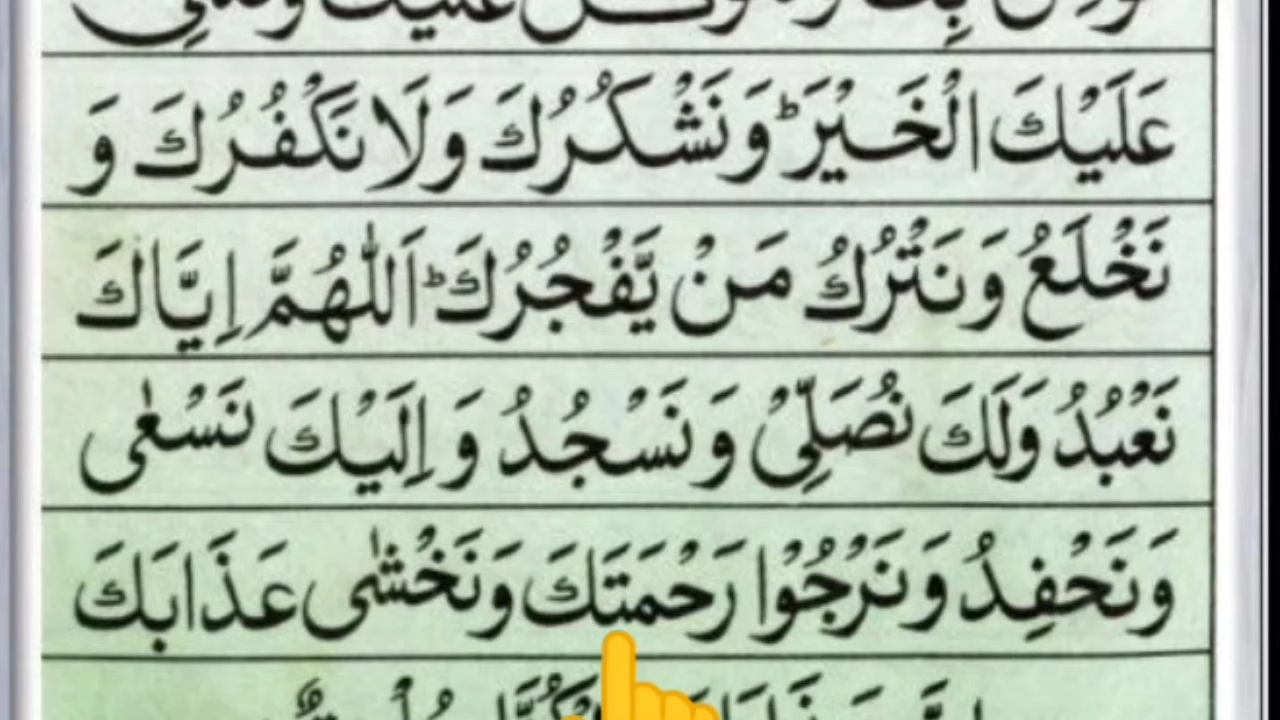 عَلَيْكَ الْخَيْرَ ؕ وَنَشْكُرُكَ وَلَا نَكْفُرُكَ وَ
نَخْلَعُ وَنَتْرُكُ مَنْ يَّفْجُرُكَ ؕ اَللّٰهُمَّ اِيَّاكَ
نَعْبُدُ وَلَكَ نُصَلِّيْ وَنَسْجُدُ وَاِلَيْكَ نَسْعٰى
وَنَحْفِدُ وَنَرْجُوْا رَحْمَتَكَ وَنَخْشٰى عَذَابَكَ